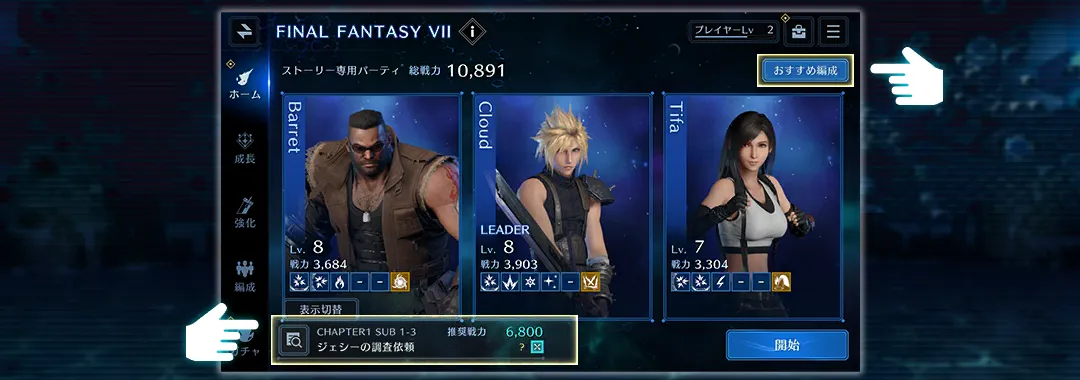 FINAL FANTASY VII
プレイヤーLv 2
ストーリー専用パーティ 総戦力 10,891
おすすめ編成
ホーム
成長
強化
編成
ガチャ
Barret
Lv. 8
戦力 3,684
Cloud
LEADER
Lv. 8
戦力 3,903
Tifa
Lv. 7
戦力 3,304
表示切替
CHAPTER1 SUB 1-3 推奨戦力 6,800
ジェシーの調査依頼 ?
開始